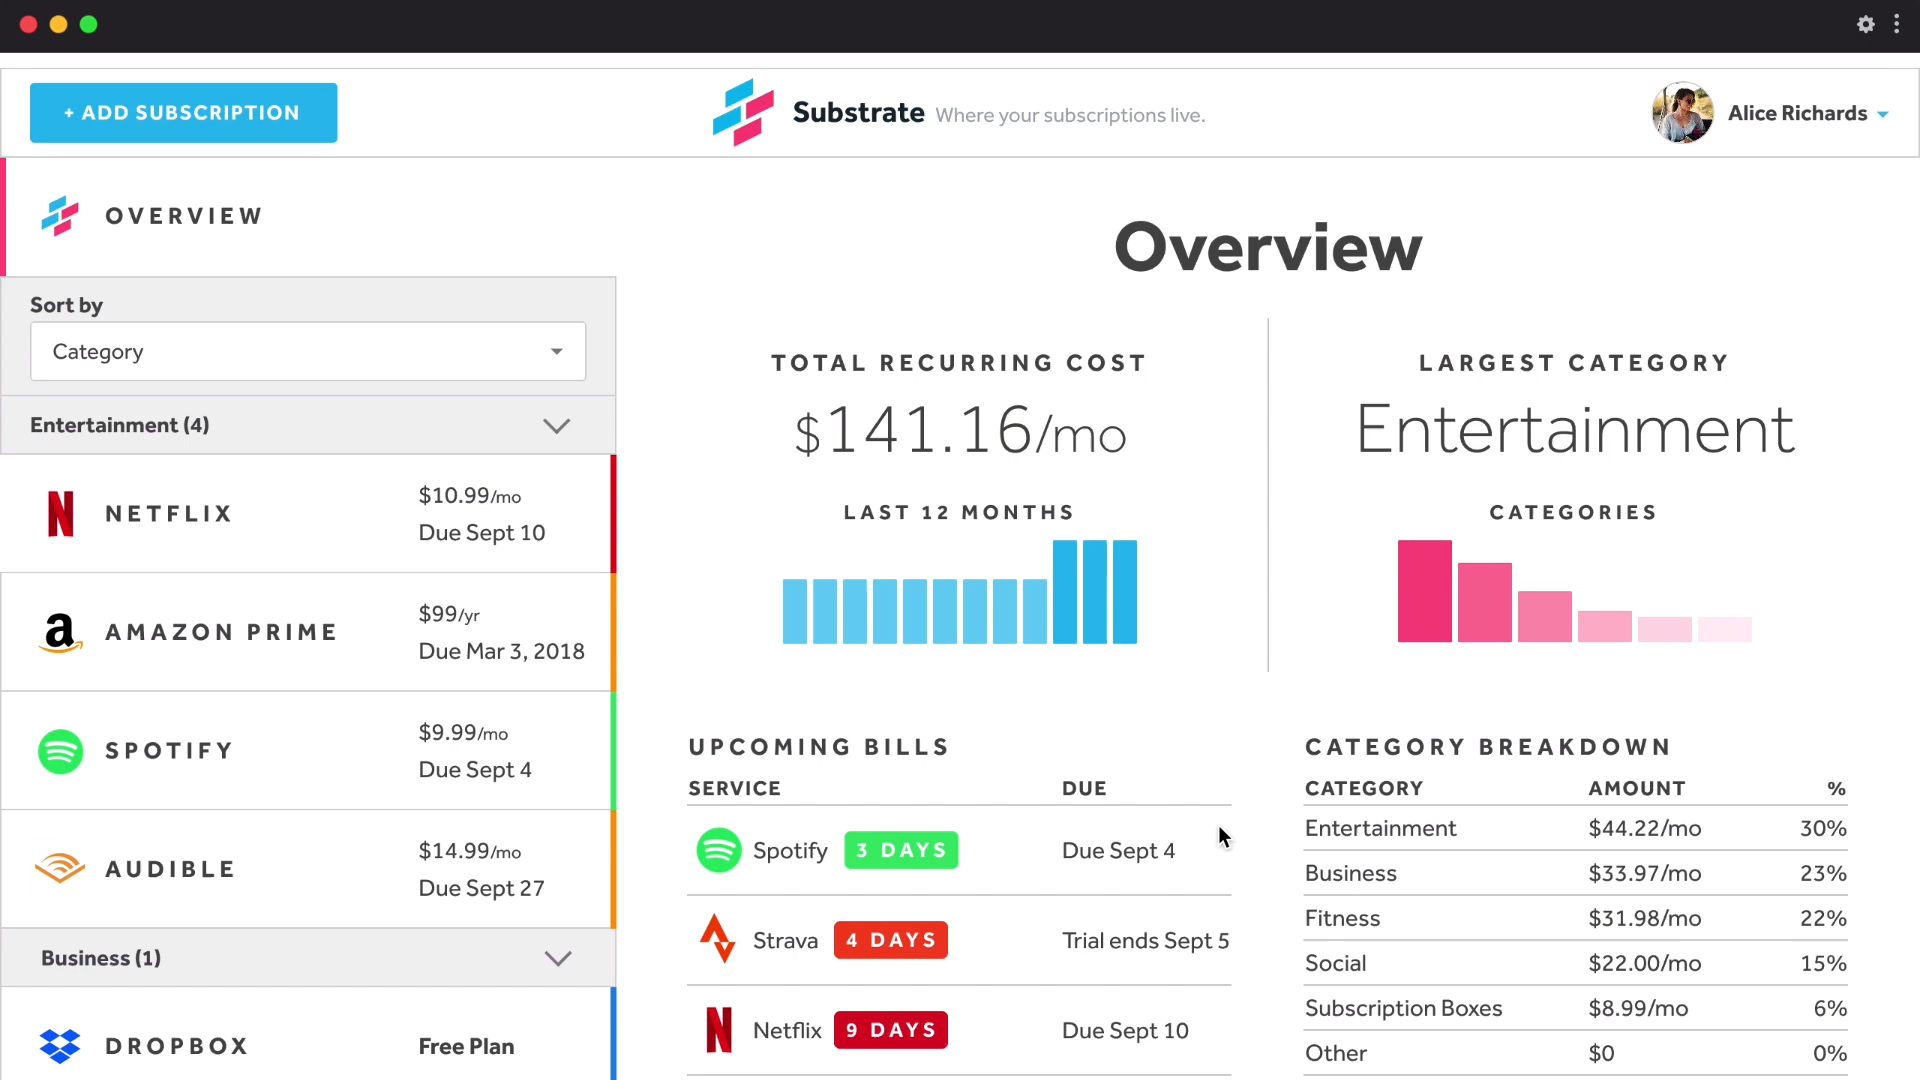 + ADD SUBSCRIPTION
Substrate Where your subscriptions live.
Alice Richards
OVERVIEW
Sort by
Category
Entertainment (4)
NETFLIX
$10.99/mo
Due Sept 10
AMAZON PRIME
$99/yr
Due Mar 3, 2018
SPOTIFY
$9.99/mo
Due Sept 4
AUDIBLE
$14.99/mo
Due Sept 27
Business (1)
DROPBOX
Free Plan
Overview
TOTAL RECURRING COST
$141.16/mo
LAST 12 MONTHS
LARGEST CATEGORY
Entertainment
CATEGORIES
UPCOMING BILLS
SERVICE DUE
Spotify 3 DAYS Due Sept 4
Strava 4 DAYS Trial ends Sept 5
Netflix 9 DAYS Due Sept 10
CATEGORY BREAKDOWN
CATEGORY AMOUNT %
Entertainment $44.22/mo 30%
Business $33.97/mo 23%
Fitness $31.98/mo 22%
Social $22.00/mo 15%
Subscription Boxes $8.99/mo 6%
Other $0 0%